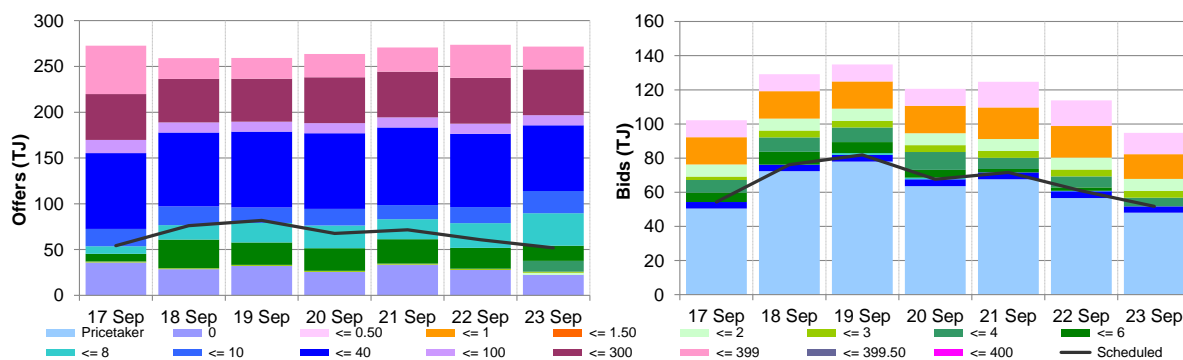 300
250
200
150
100
50
0
Offers (TJ)
17 Sep 18 Sep 19 Sep 20 Sep 21 Sep 22 Sep 23 Sep
160
140
120
100
80
60
40
20
0
Bids (TJ)
17 Sep 18 Sep 19 Sep 20 Sep 21 Sep 22 Sep 23 Sep
Pricetaker 0 <= 0.50 <= 1 <= 1.50 <= 2 <= 3 <= 4 <= 6
<= 8 <= 10 <= 40 <= 100 <= 300 <= 399 <= 399.50 <= 400 Scheduled